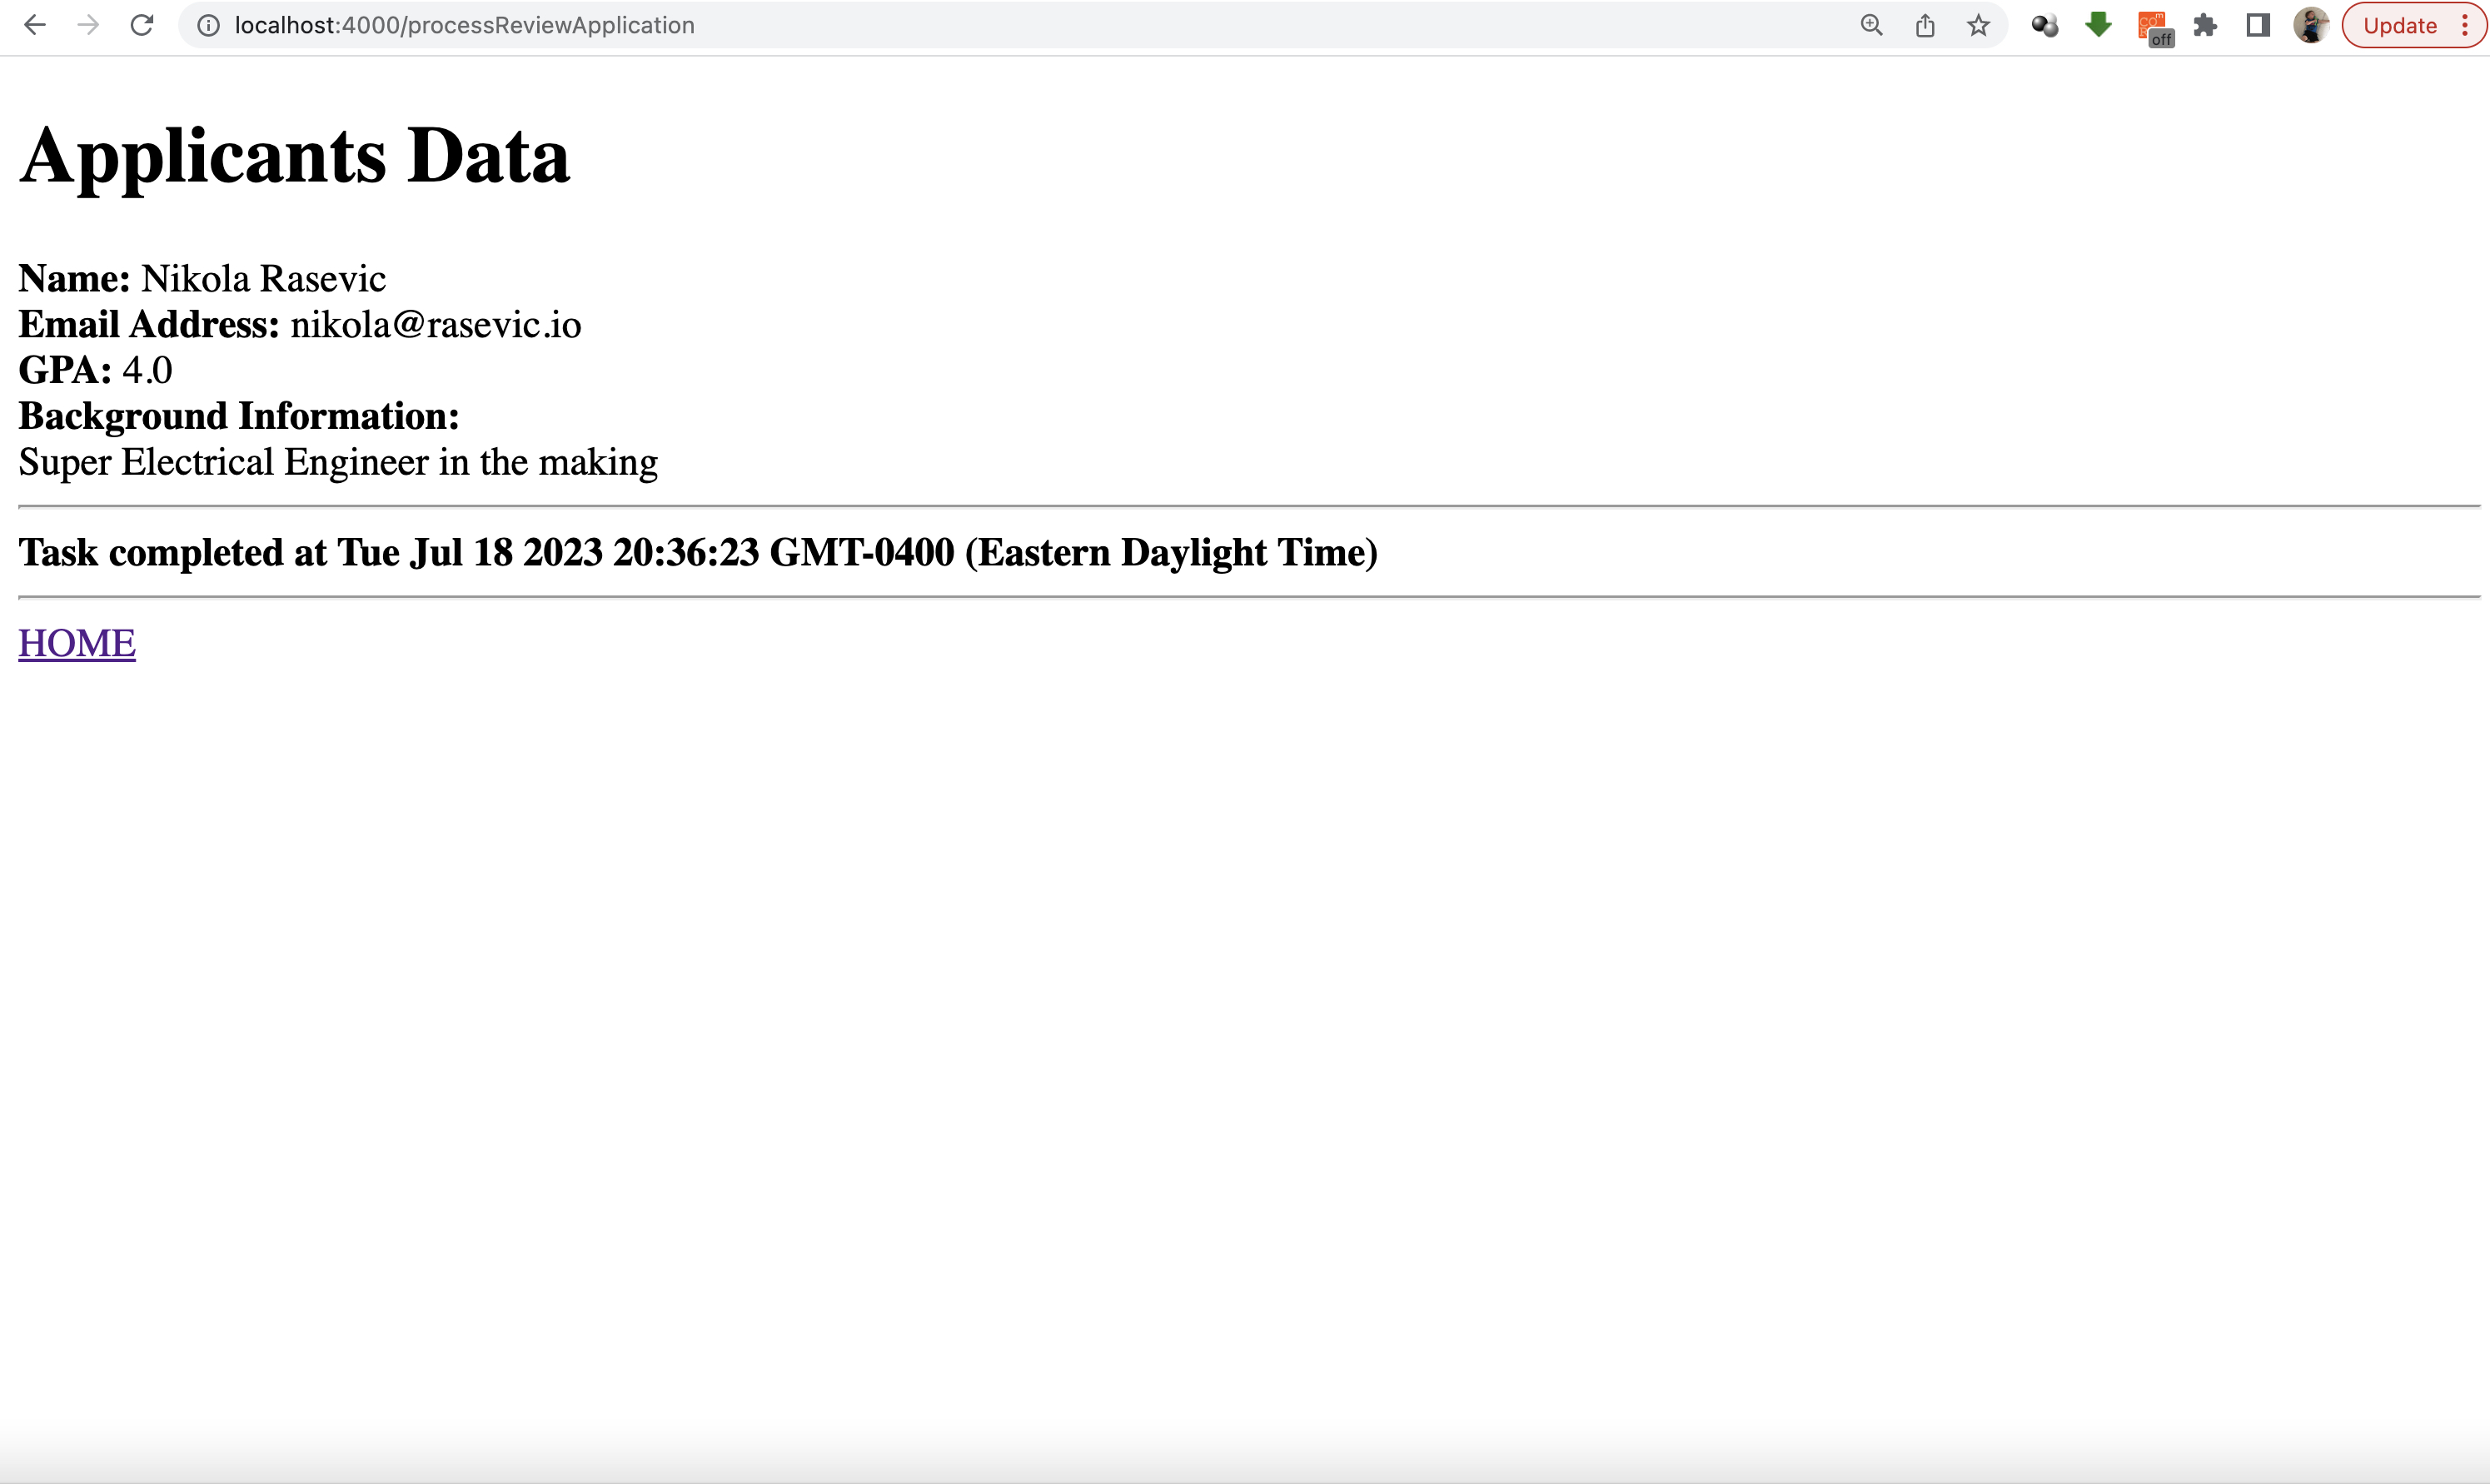 localhost:4000/processReviewApplication
off
Update
Applicants Data
Name: Nikola Rasevic
Email Address: nikola@rasevic.io
GPA: 4.0
Background Information:
Super Electrical Engineer in the making
Task completed at Tue Jul 18 2023 20:36:23 GMT-0400 (Eastern Daylight Time)
HOME